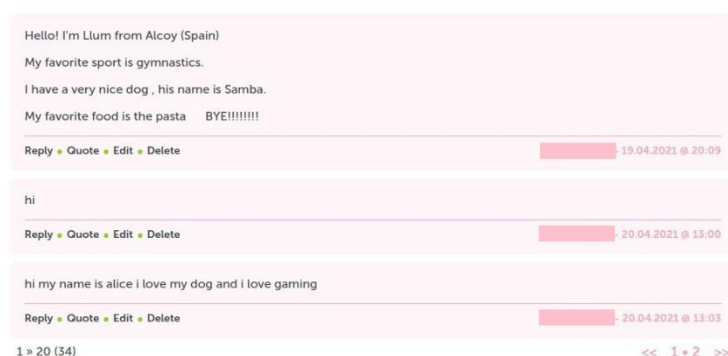 Hello! I'm Llum from Alcoy (Spain)
My favorite sport is gymnastics.
I have a very nice dog , his name is Samba.
My favorite food is the pasta BYE!!!!!!!!
Reply • Quote • Edit • Delete - 19.04.2021 @ 20:09
hi
Reply • Quote • Edit • Delete - 20.04.2021 @ 13:00
hi my name is alice i love my dog and i love gaming
Reply • Quote • Edit • Delete - 20.04.2021 @ 13:03
1 » 20 (34) << 1 • 2 >>